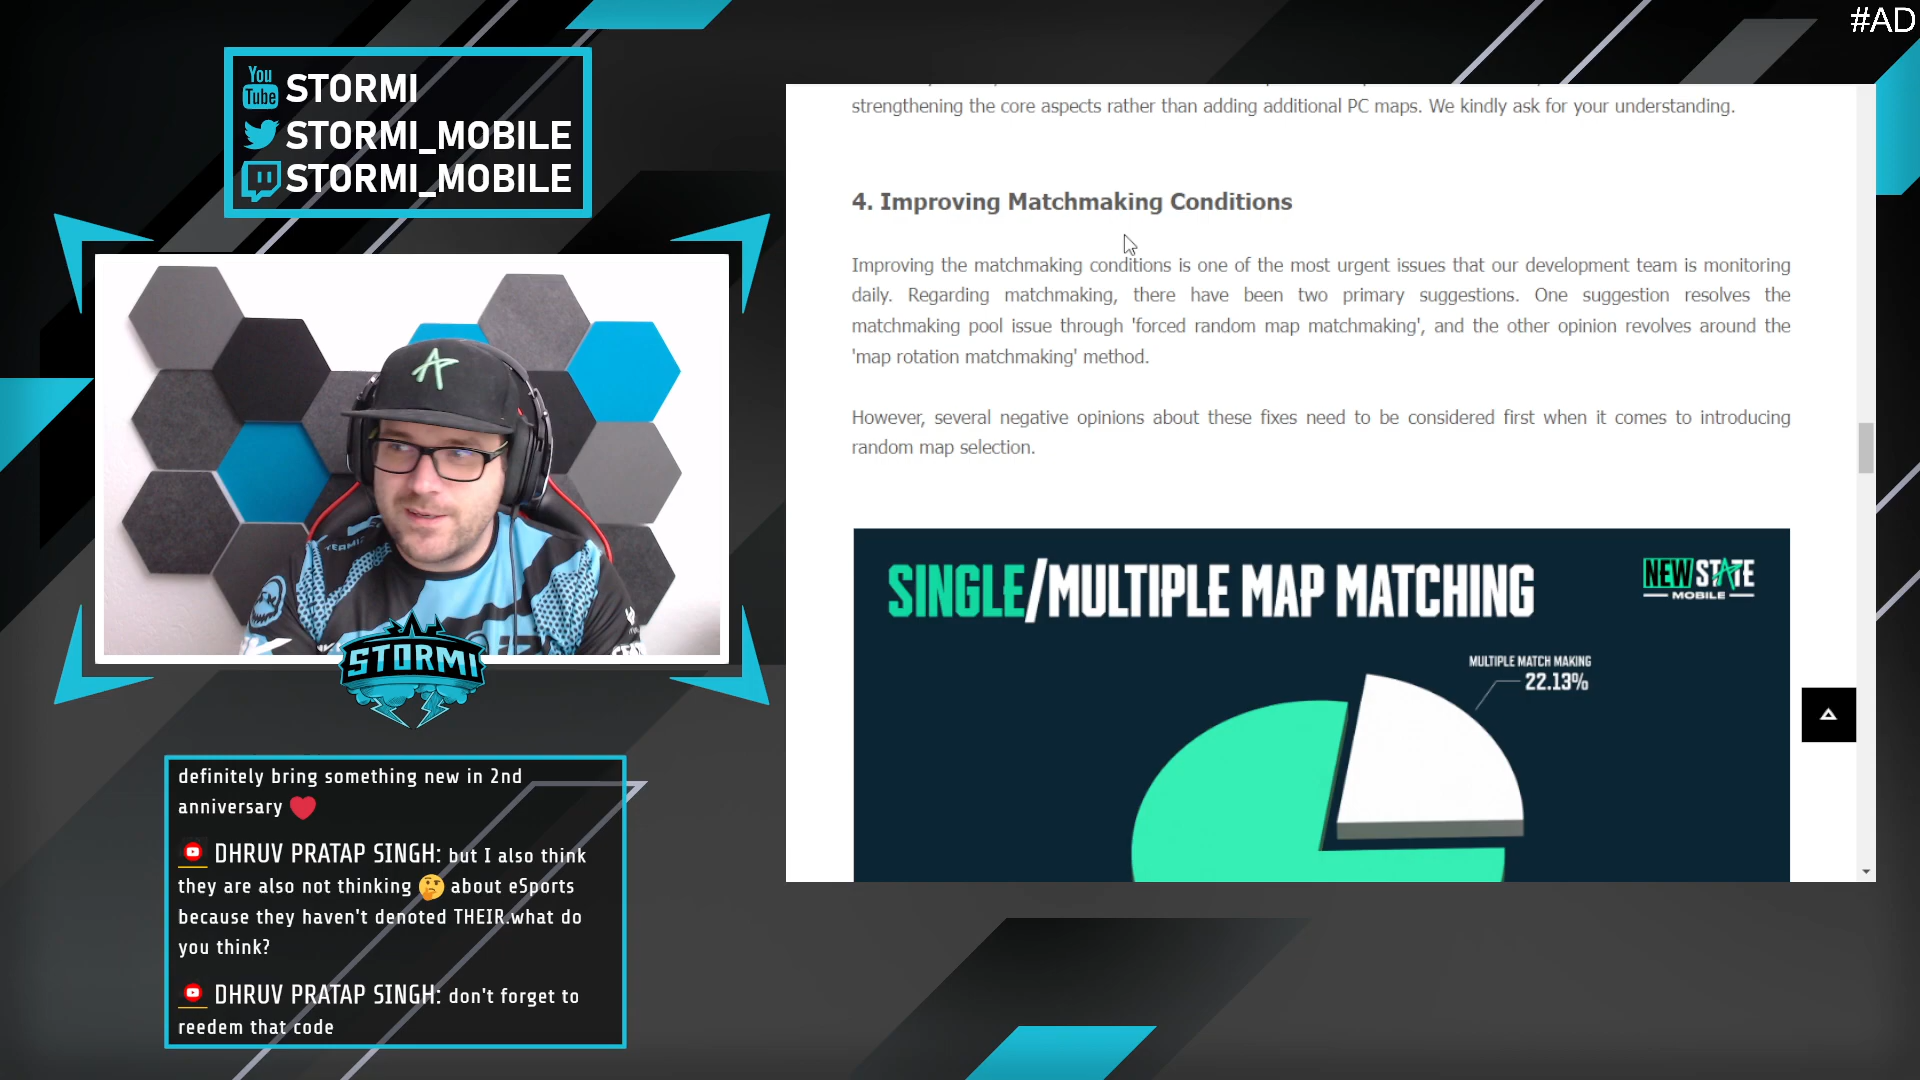 #AD
You
Tube
STORMI
STORMI_MOBILE
STORMI_MOBILE
strengthening the core aspects rather than adding additional PC maps. We kindly ask for your understanding.
4. Improving Matchmaking Conditions
Improving the matchmaking conditions is one of the most urgent issues that our development team is monitoring
daily. Regarding matchmaking, there have been two primary suggestions. One suggestion resolves the
matchmaking pool issue through 'forced random map matchmaking', and the other opinion revolves around the
'map rotation matchmaking' method.
However, several negative opinions about these fixes need to be considered first when it comes to introducing
random map selection.
SINGLE/MULTIPLE MAP MATCHING
NEW STATE
MOBILE
MULTIPLE MATCH MAKING
22.13%
STORMI
definitely bring something new in 2nd
anniversary ❤️
DHRUV PRATAP SINGH: but I also think
they are also not thinking 🤔 about eSports
because they haven't denoted THEIR.what do
you think?
DHRUV PRATAP SINGH: don't forget to
reedem that code